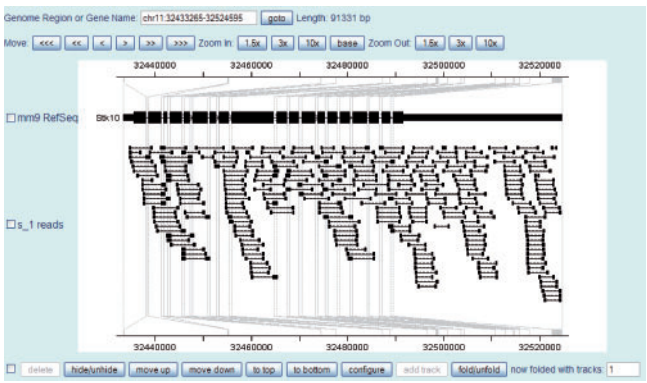 Genome Region or Gene Name: chr11:32433265-32524595 goto Length: 91331 bp
Move: <<< << < > >> >>> Zoom In: 1.5x 3x 10x base Zoom Out: 1.5x 3x 10x
32440000 32460000 32480000 32500000 32520000
mm9 RefSeq Stk10
s_1 reads
32440000 32460000 32480000 32500000 32520000
delete hide/unhide move up move down to top to bottom configure add track fold/unfold now folded with tracks: 1